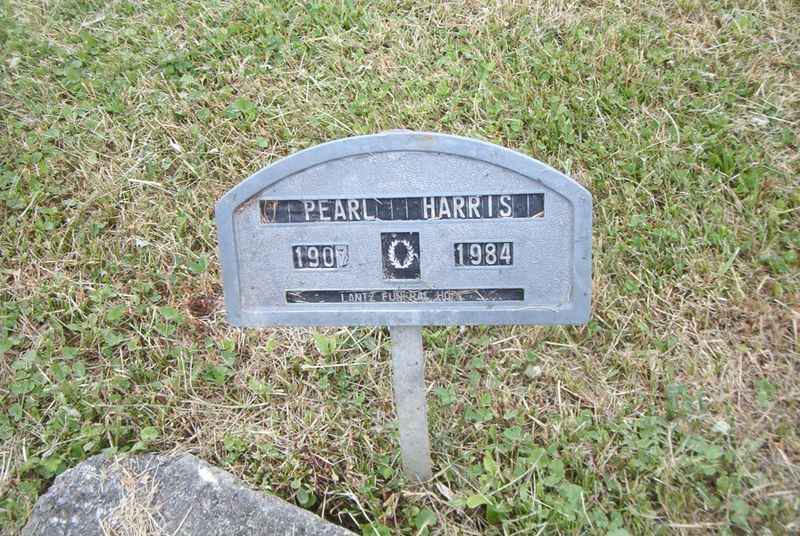 PEARL HARRIS
1907 1984
LANTZ FUNERAL HOME